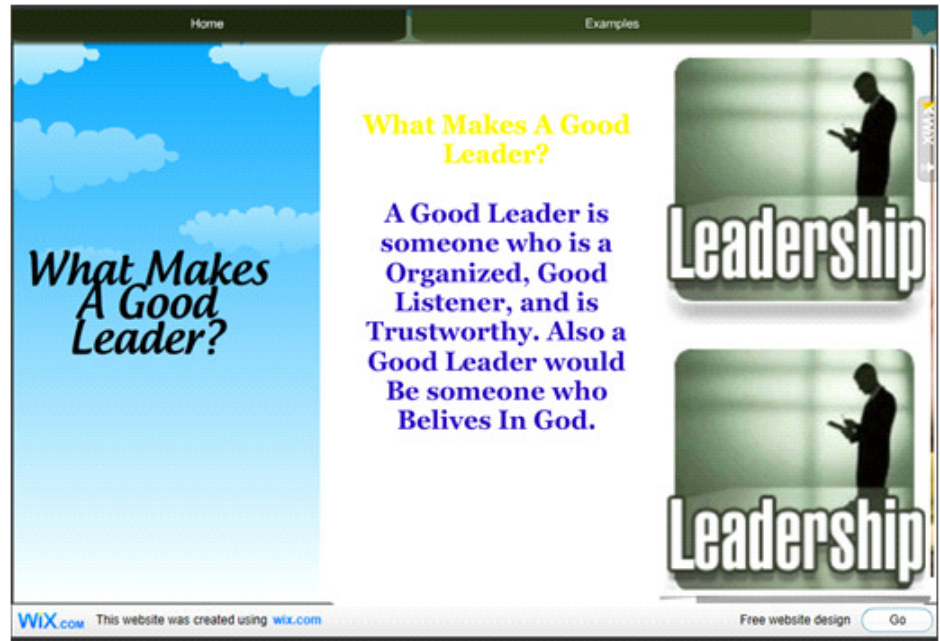 Home
Examples
What Makes
A Good
Leader?
What Makes A Good
Leader?
A Good Leader is
someone who is a
Organized, Good
Listener, and is
Trustworthy. Also a
Good Leader would
Be someone who
Belives In God.
Leadership
Leadership
WiX
WiX.COM This website was created using wix.com
Free website design Go